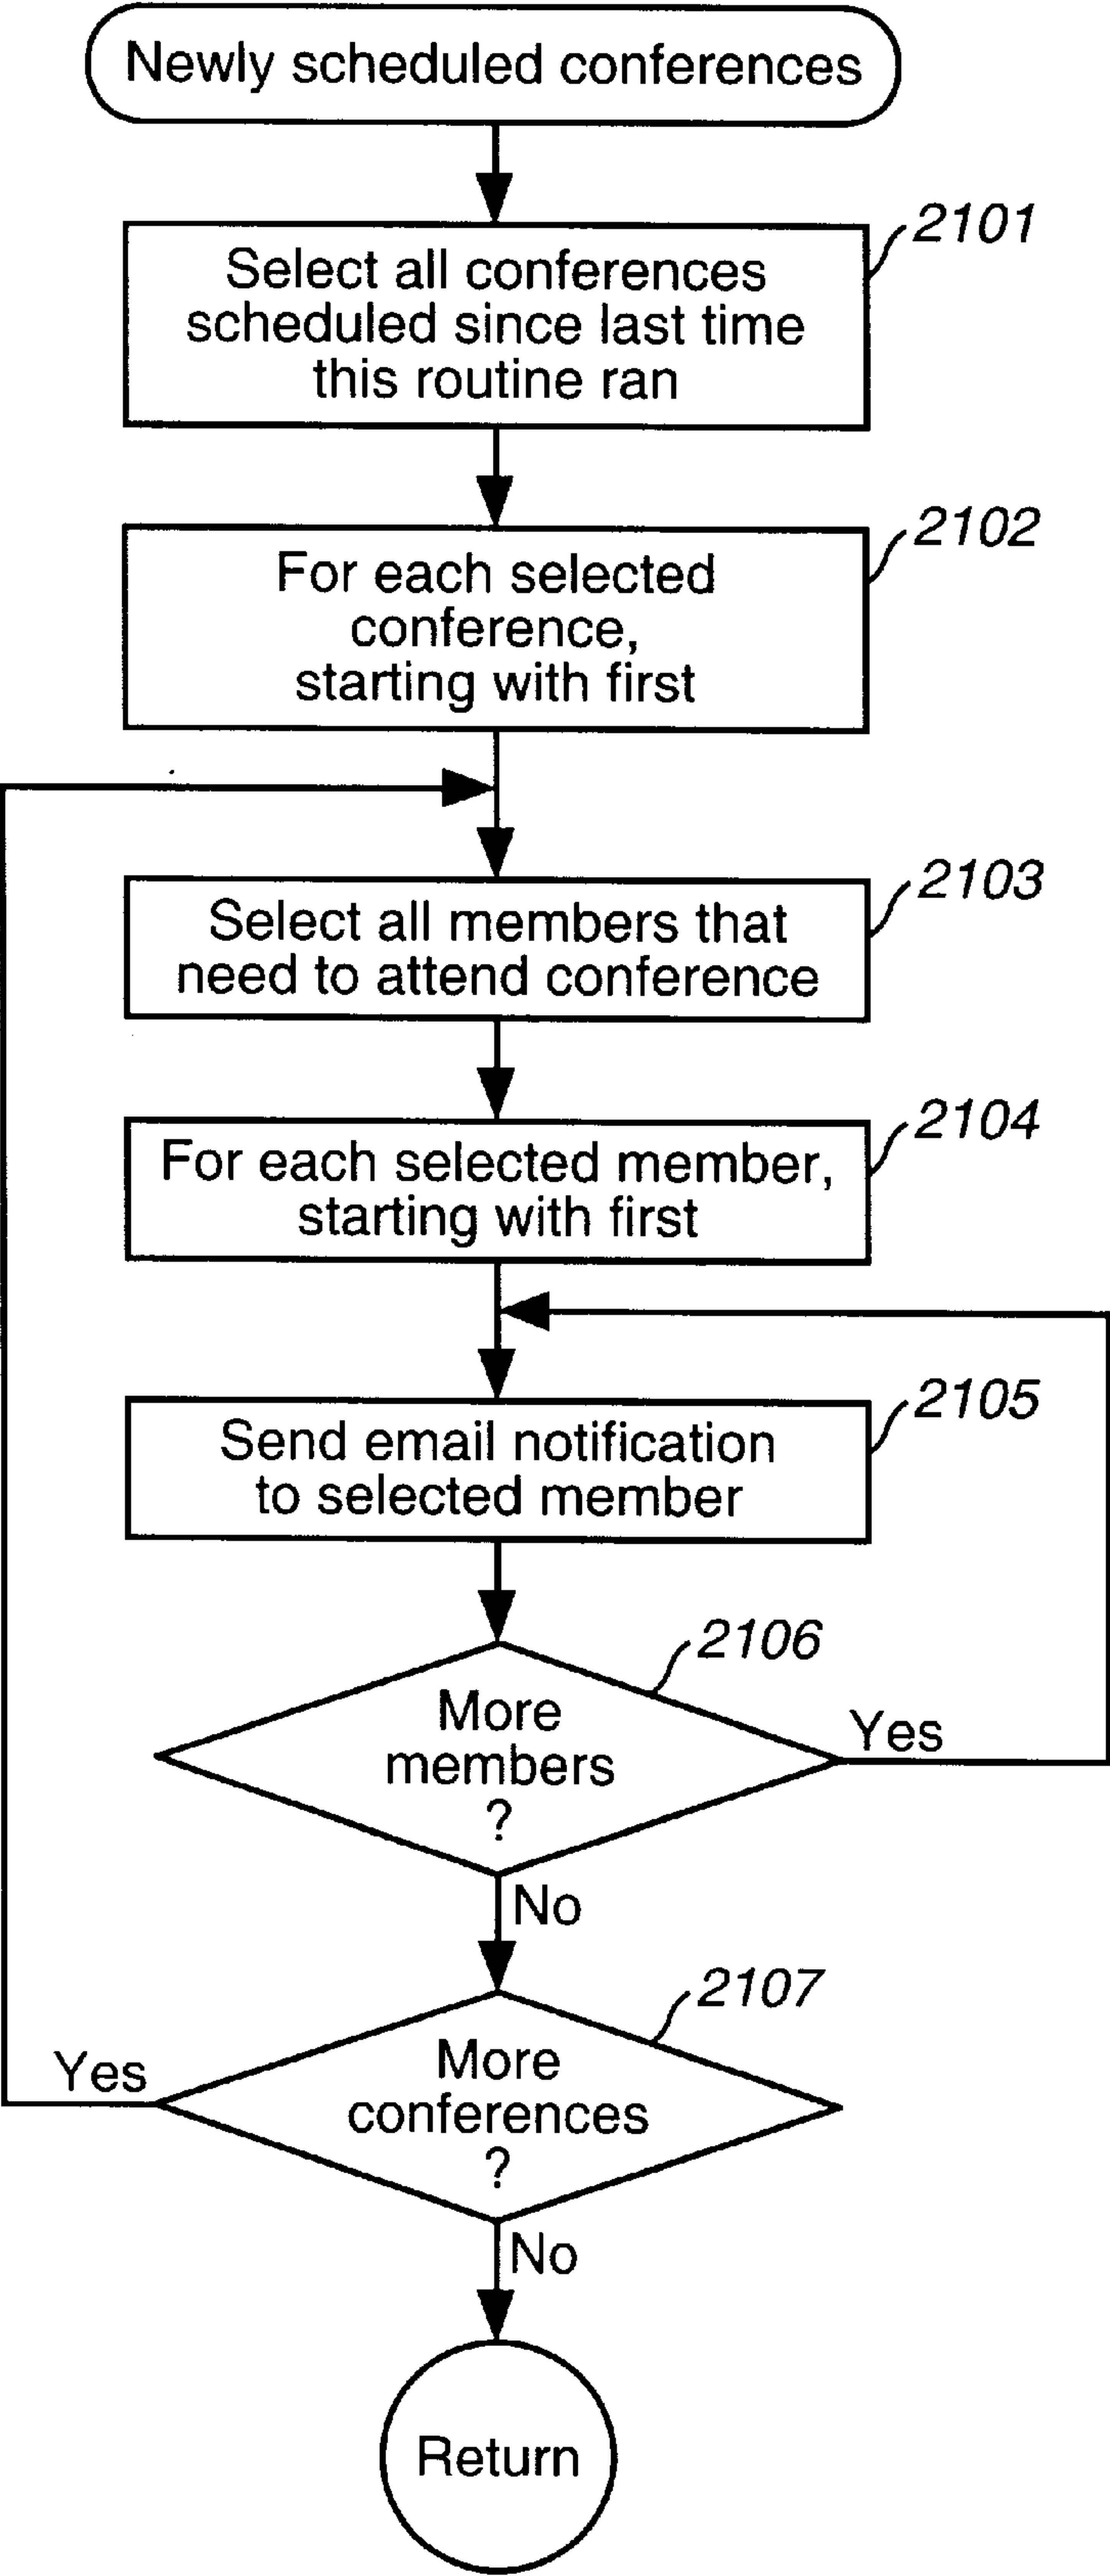 Newly scheduled conferences
2101
Select all conferences
scheduled since last time
this routine ran
2102
For each selected
conference,
starting with first
2103
Select all members that
need to attend conference
2104
For each selected member,
starting with first
2105
Send email notification
to selected member
2106
More
members
?
Yes
No
2107
More
conferences
?
Yes
No
Return